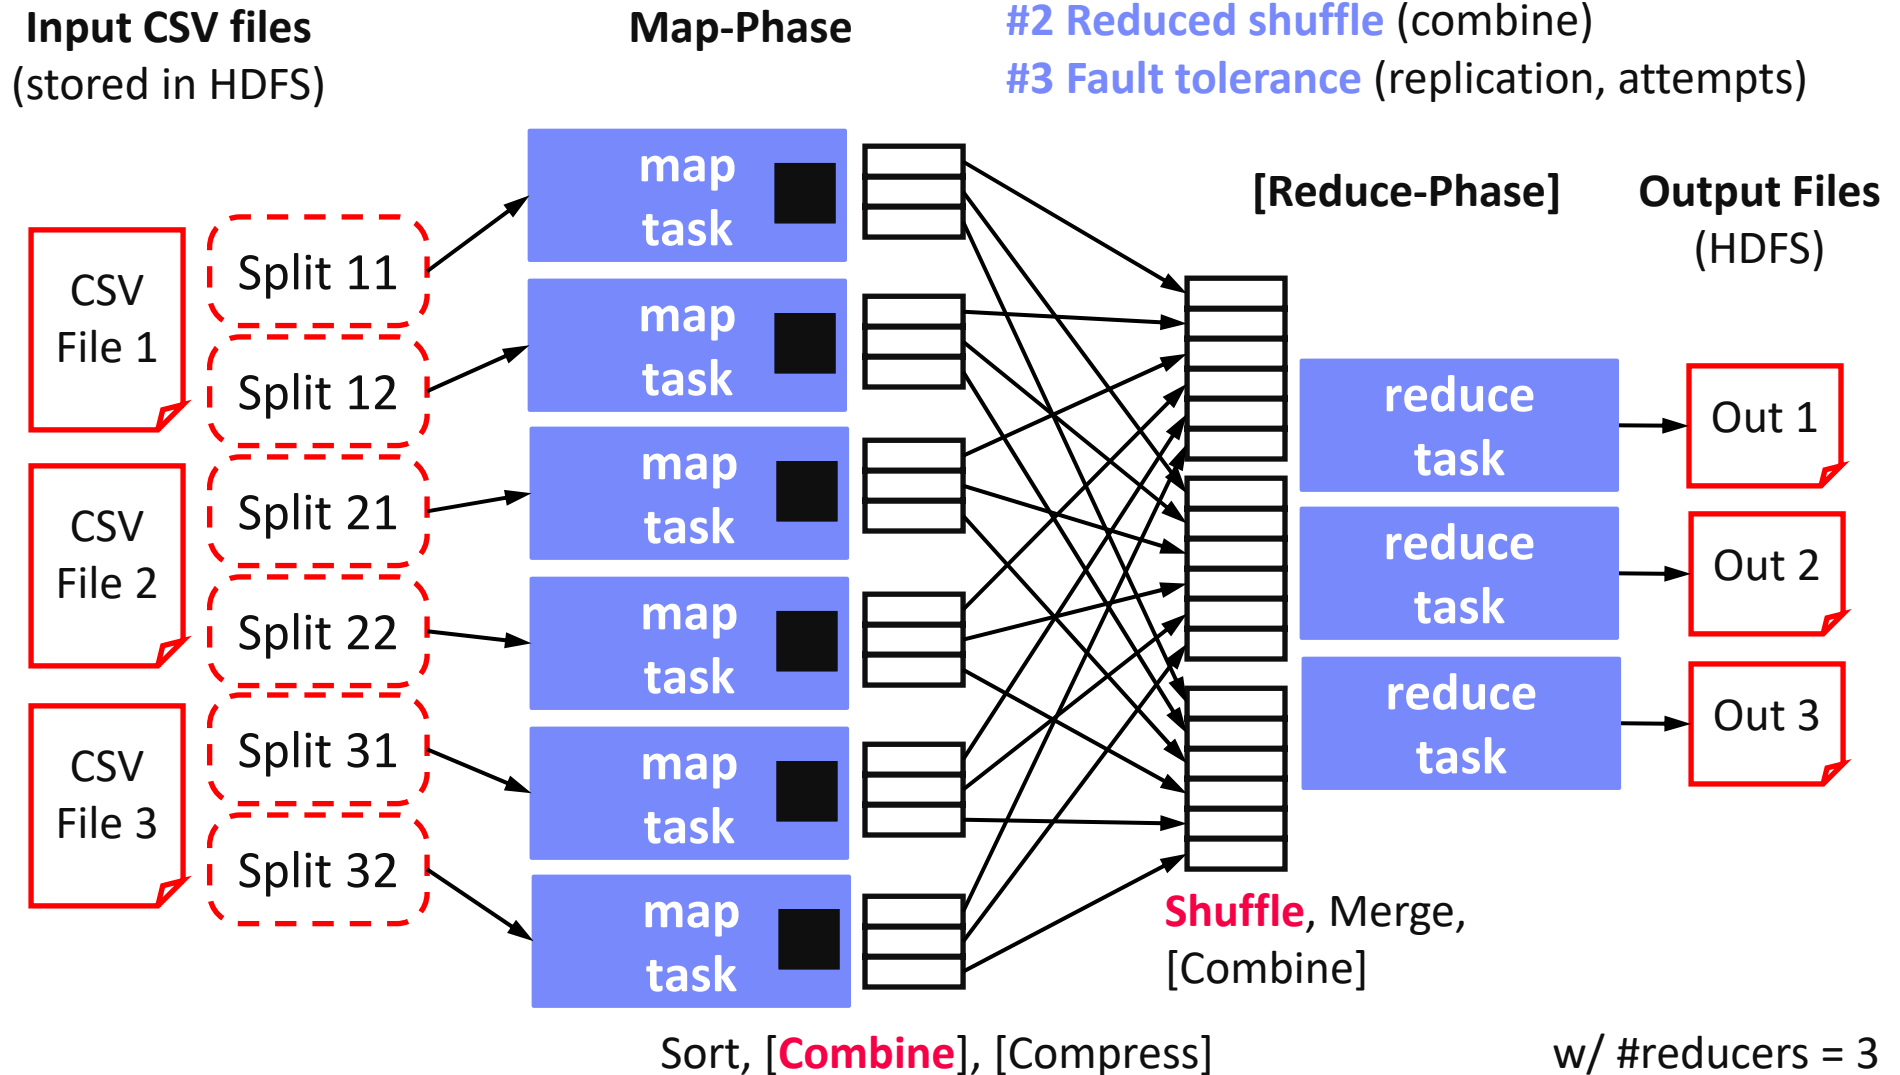 Input CSV files
(stored in HDFS)
Map-Phase
#2 Reduced shuffle (combine)
#3 Fault tolerance (replication, attempts)
[Reduce-Phase]
Output Files
(HDFS)
CSV
File 1
CSV
File 2
CSV
File 3
Split 11
Split 12
Split 21
Split 22
Split 31
Split 32
map
task
map
task
map
task
map
task
map
task
map
task
reduce
task
reduce
task
reduce
task
Out 1
Out 2
Out 3
Shuffle, Merge,
[Combine]
Sort, [Combine], [Compress]
w/ #reducers = 3